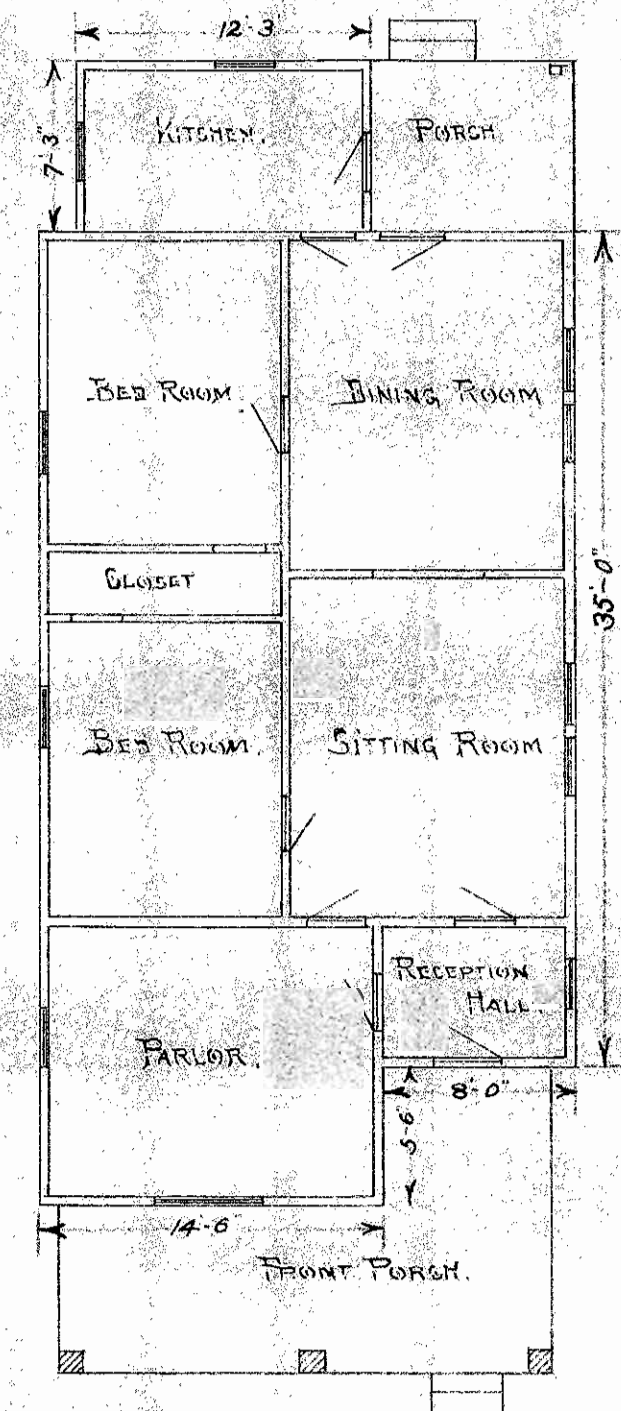 12'-3
KITCHEN.
PORCH
7'-3"
BED ROOM.
DINING ROOM
CLOSET
35'-0"
BED ROOM.
SITTING ROOM
RECEPTION
HALL.
PARLOR.
8'-0"
5'-6
14'-6
FRONT PORCH.